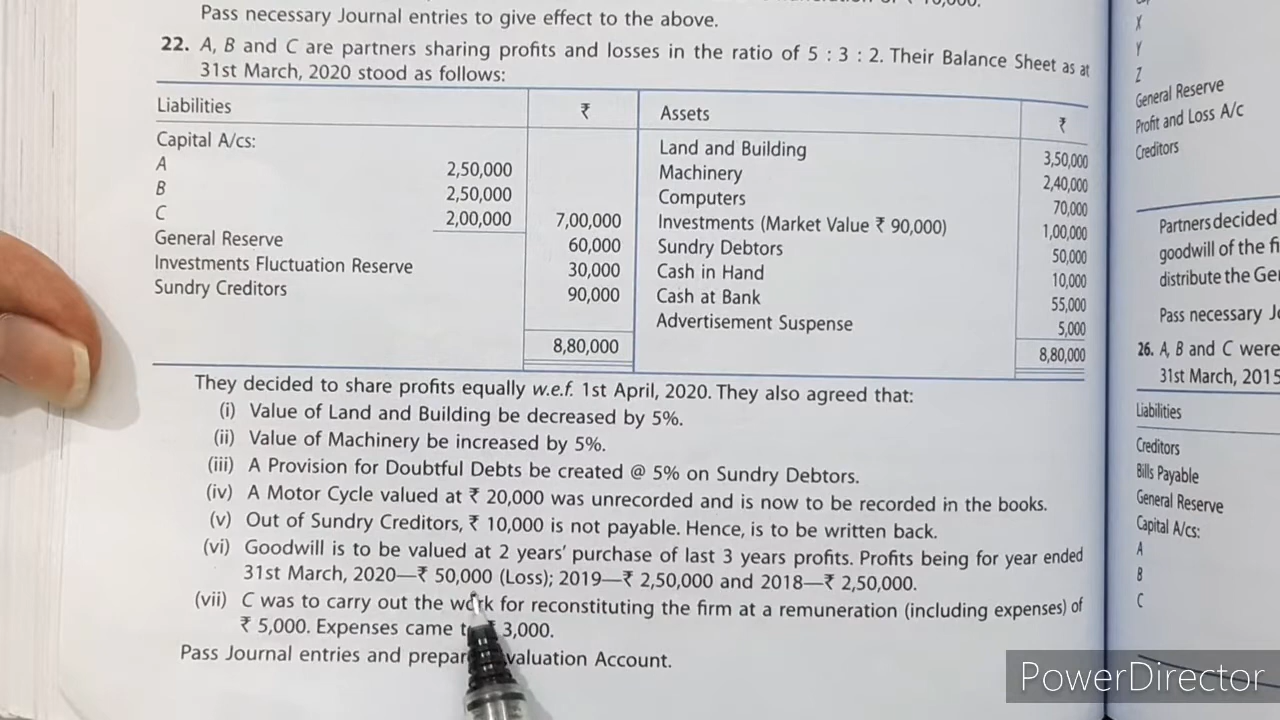 Pass necessary Journal entries to give effect to the above.
22. A, B and C are partners sharing profits and losses in the ratio of 5 : 3 : 2. Their Balance Sheet as at
31st March, 2020 stood as follows:
Liabilities ₹ Assets ₹
Capital A/cs: Land and Building 3,50,000
A 2,50,000 Machinery 2,40,000
B 2,50,000 Computers 70,000
C 2,00,000 7,00,000 Investments (Market Value ₹ 90,000) 1,00,000
General Reserve 60,000 Sundry Debtors 50,000
Investments Fluctuation Reserve 30,000 Cash in Hand 10,000
Sundry Creditors 90,000 Cash at Bank 55,000
Advertisement Suspense 5,000
8,80,000 8,80,000
They decided to share profits equally w.e.f. 1st April, 2020. They also agreed that:
(i) Value of Land and Building be decreased by 5%.
(ii) Value of Machinery be increased by 5%.
(iii) A Provision for Doubtful Debts be created @ 5% on Sundry Debtors.
(iv) A Motor Cycle valued at ₹ 20,000 was unrecorded and is now to be recorded in the books.
(v) Out of Sundry Creditors, ₹ 10,000 is not payable. Hence, is to be written back.
(vi) Goodwill is to be valued at 2 years' purchase of last 3 years profits. Profits being for year ended
31st March, 2020—₹ 50,000 (Loss); 2019—₹ 2,50,000 and 2018—₹ 2,50,000.
(vii) C was to carry out the work for reconstituting the firm at a remuneration (including expenses) of
₹ 5,000. Expenses came ₹ 3,000.
Pass Journal entries and Account.
X
Y
Z
General Reserve
Profit and Loss A/c
Creditors
Partners decided
goodwill of the
distribute the
Pass necessary
26. A, B and C were
31st March, 2015
Liabilities
Creditors
Bills Payable
General Reserve
Capital A/cs:
A
B
C
PowerDirector